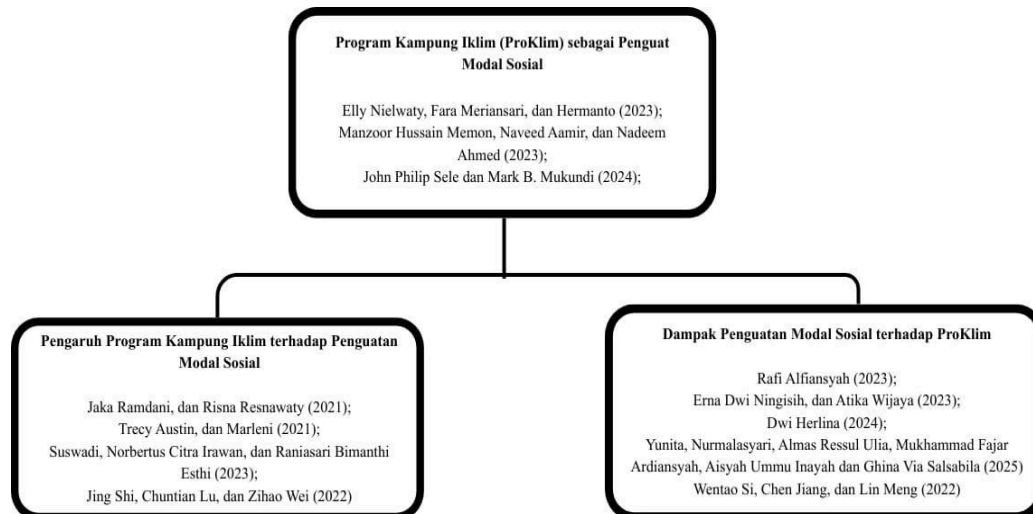 Program Kampung Iklim (ProKlim) sebagai Penguat
Modal Sosial
Elly Nielwaty, Fara Meriansari, dan Hermanto (2023);
Manzoor Hussain Memon, Naveed Aamir, dan Nadeem
Ahmed (2023);
John Philip Sele dan Mark B. Mukundi (2024);
Pengaruh Program Kampung Iklim terhadap Penguatan
Modal Sosial
Jaka Ramdani, dan Risna Resnawaty (2021);
Trecy Austin, dan Marleni (2021);
Suswadi, Norbertus Citra Irawan, dan Raniasari Bimanthi
Esthi (2023);
Jing Shi, Chuntian Lu, dan Zihao Wei (2022)
Dampak Penguatan Modal Sosial terhadap ProKlim
Rafi Alfiansyah (2023);
Erna Dwi Ningisih, dan Atika Wijaya (2023);
Dwi Herlina (2024);
Yunita, Nurmalasyari, Almas Ressul Ulia, Mukhammad Fajar
Ardiansyah, Aisyah Ummu Inayah dan Ghina Via Salsabila (2025)
Wentao Si, Chen Jiang, dan Lin Meng (2022)